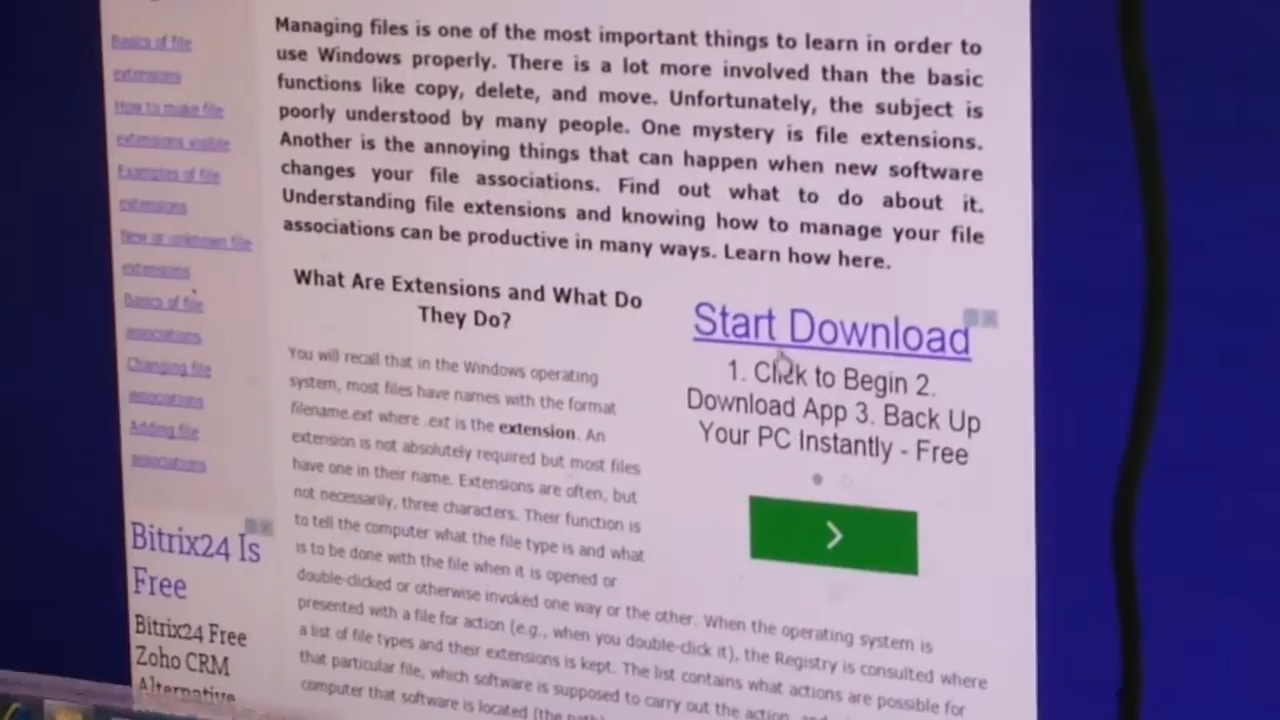 Basics of file
extensions
How to make file
extensions visible
Examples of file
extensions
New or unknown file
extensions
Basics of file
associations
Changing file
associations
Adding file
associations
Bitrix24 Is
Free
Bitrix24 Free
Zoho CRM
Alternative
Managing files is one of the most important things to learn in order to
use Windows properly. There is a lot more involved than the basic
functions like copy, delete, and move. Unfortunately, the subject is
poorly understood by many people. One mystery is file extensions.
Another is the annoying things that can happen when new software
changes your file associations. Find out what to do about it.
Understanding file extensions and knowing how to manage your file
associations can be productive in many ways. Learn how here.
What Are Extensions and What Do
They Do?
You will recall that in the Windows operating
system, most files have names with the format
filename.ext where .ext is the extension. An
extension is not absolutely required but most files
have one in their name. Extensions are often, but
not necessarily, three characters. Their function is
to tell the computer what the file type is and what
is to be done with the file when it is opened or
double-clicked or otherwise invoked one way or the other. When the operating system is
presented with a file for action (e.g., when you double-click it), the Registry is consulted where
a list of file types and their extensions is kept. The list contains what actions are possible for
that particular file, which software is supposed to carry out the action, and
computer that software is located (the path)
Start Download
1. Click to Begin 2.
Download App 3. Back Up
Your PC Instantly - Free